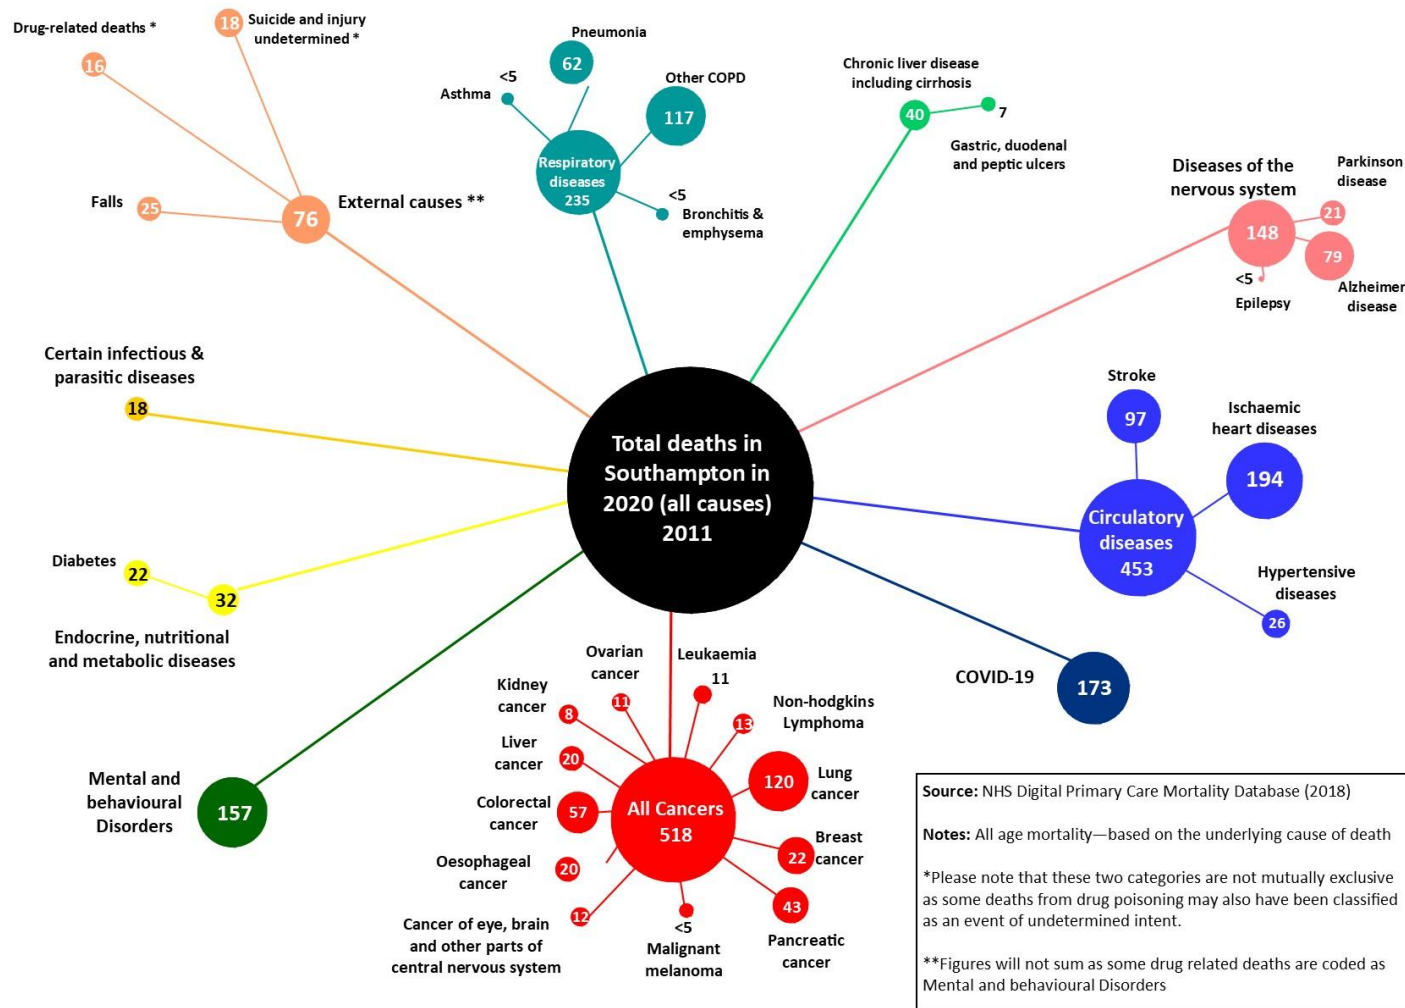 Drug-related deaths *
16
18
Suicide and injury
undetermined *
Falls
25
76
External causes **
Pneumonia
62
<5
Asthma
Other COPD
117
Respiratory
diseases
235
<5
Bronchitis &
emphysema
Chronic liver disease
including cirrhosis
40
7
Gastric, duodenal
and peptic ulcers
Diseases of the
nervous system
148
Parkinson
disease
21
79
Alzheimer
disease
<5
Epilepsy
Certain infectious &
parasitic diseases
18
Total deaths in
Southampton in
2020 (all causes)
2011
Stroke
97
Ischaemic
heart diseases
194
Circulatory
diseases
453
Hypertensive
diseases
26
Diabetes
22
32
Endocrine, nutritional
and metabolic diseases
COVID-19
173
Mental and
behavioural
Disorders
157
Ovarian
cancer
11
Leukaemia
11
Kidney
cancer
8
Non-hodgkins
Lymphoma
13
Liver
cancer
20
Lung
cancer
120
Colorectal
cancer
57
All Cancers
518
Breast
cancer
22
Oesophageal
cancer
20
Cancer of eye, brain
and other parts of
central nervous system
12
<5
Malignant
melanoma
43
Pancreatic
cancer
Source: NHS Digital Primary Care Mortality Database (2018)
Notes: All age mortality—based on the underlying cause of death
*Please note that these two categories are not mutually exclusive
as some deaths from drug poisoning may also have been classified
as an event of undetermined intent.
**Figures will not sum as some drug related deaths are coded as
Mental and behavioural Disorders